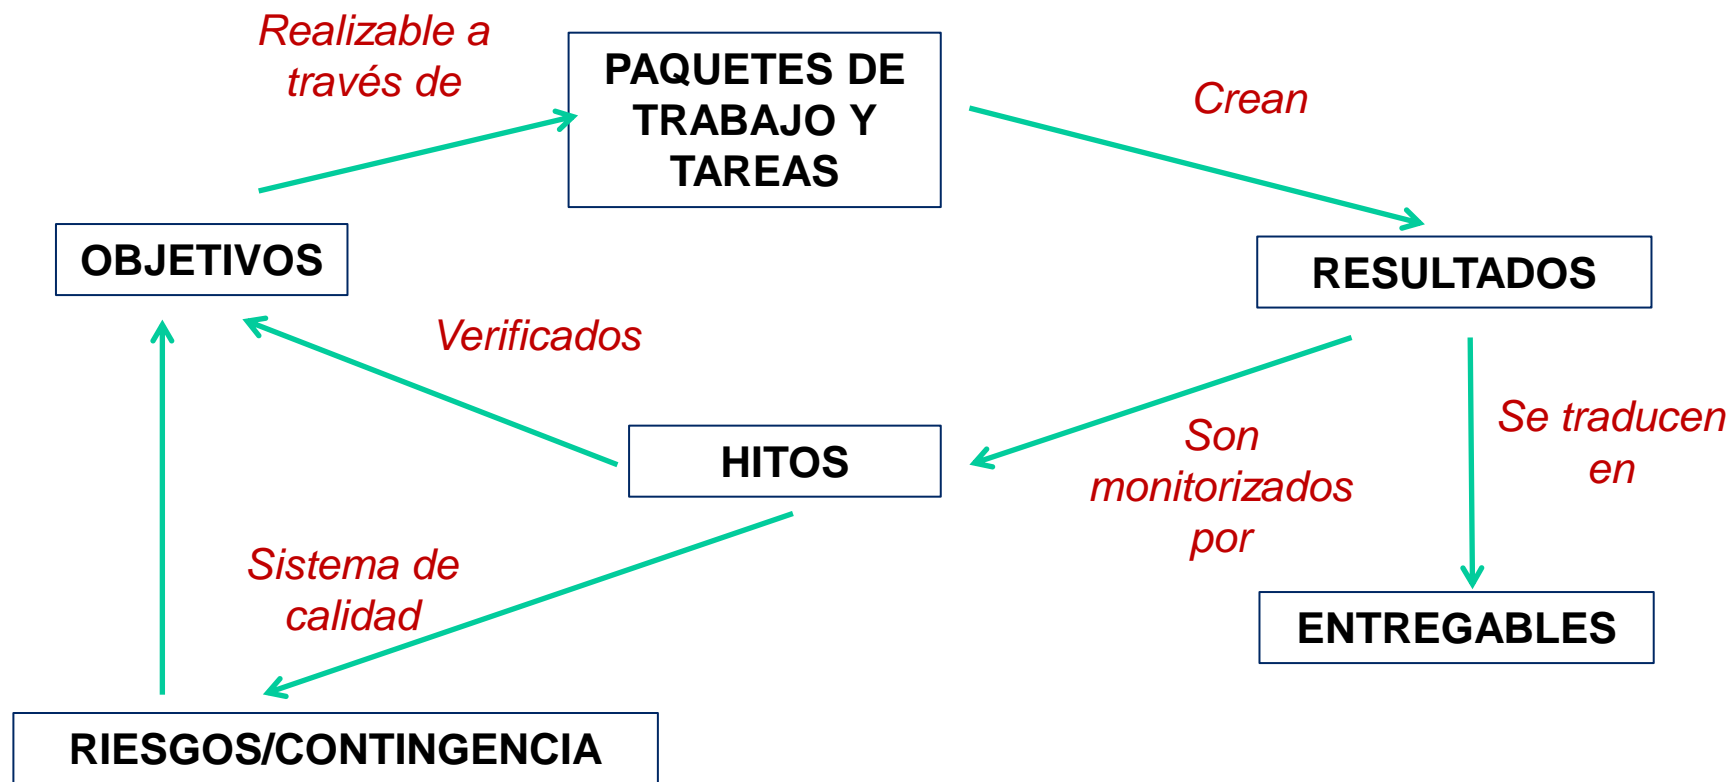 Realizable a
través de
PAQUETES DE
TRABAJO Y
TAREAS
Crean
OBJETIVOS
RESULTADOS
Verificados
HITOS
Son
monitorizados
por
Se traducen
en
Sistema de
calidad
ENTREGABLES
RIESGOS/CONTINGENCIA